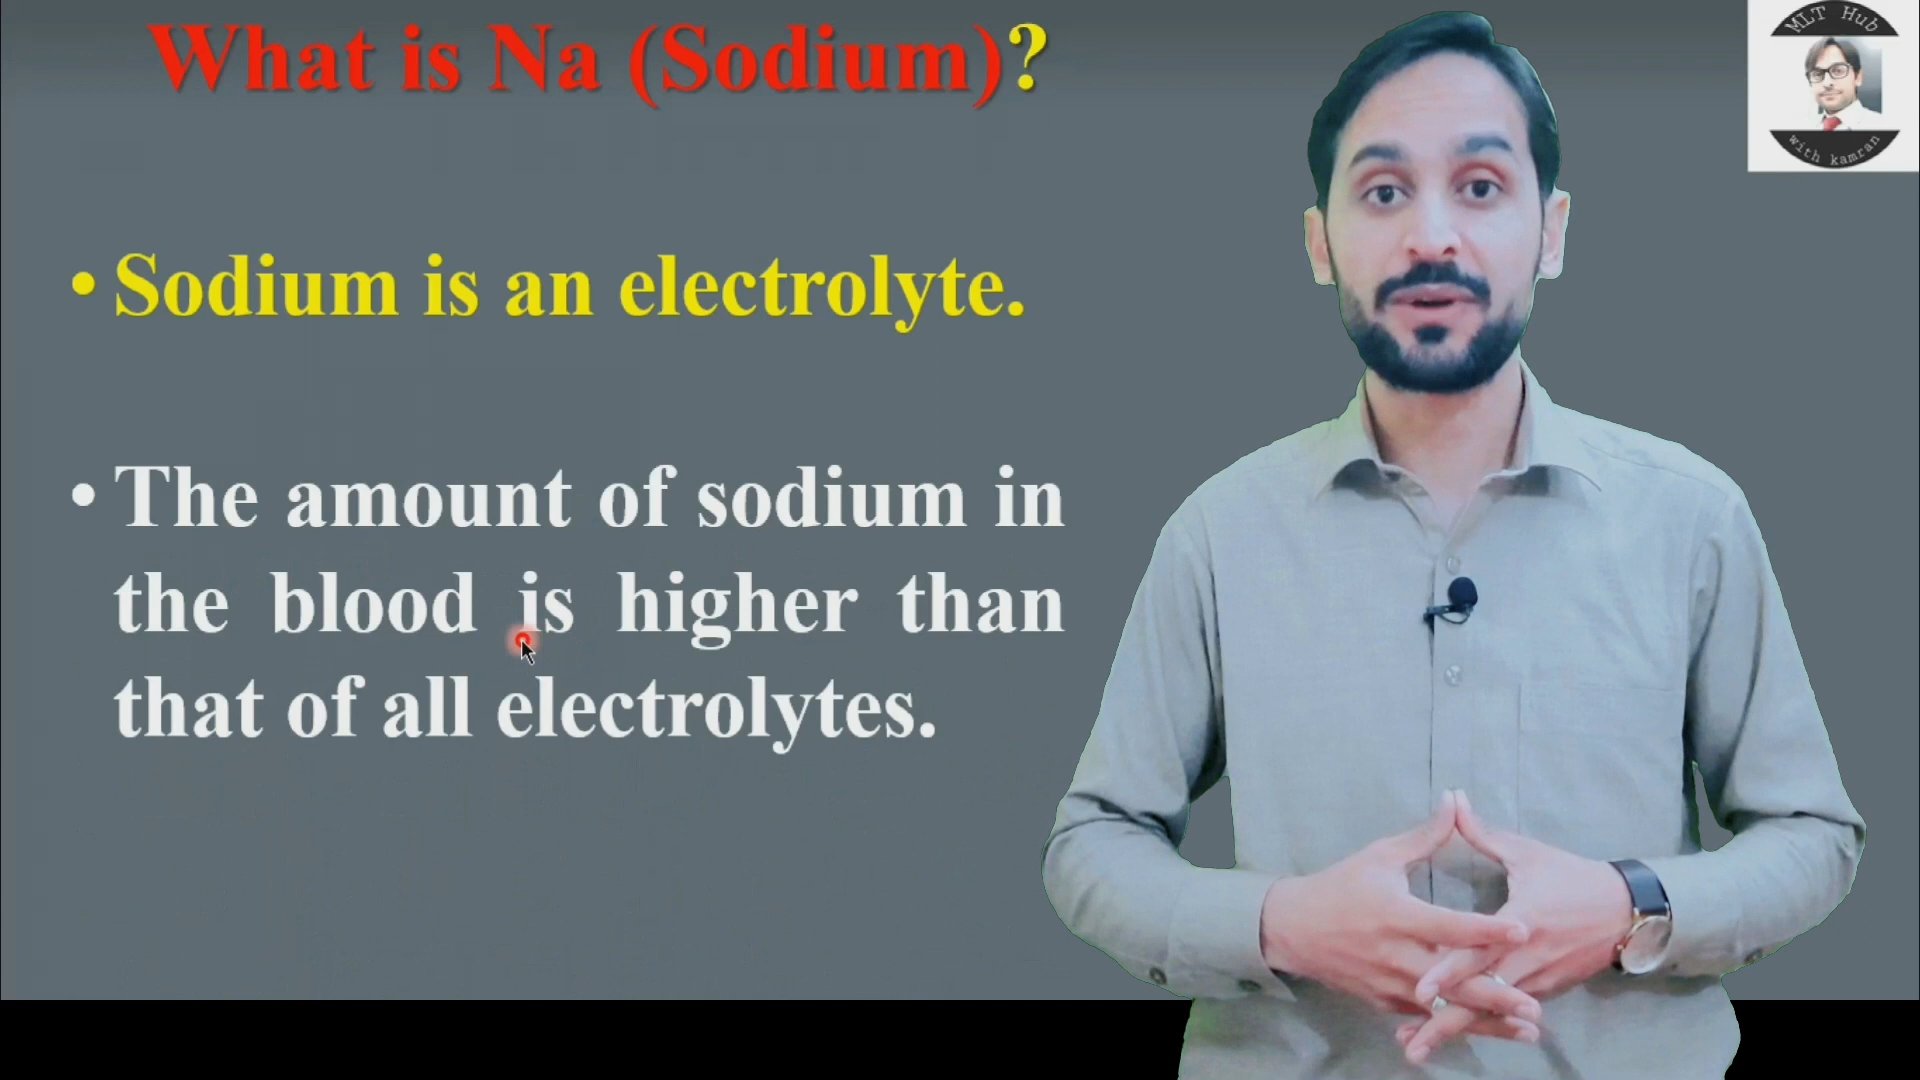 What is Na (Sodium)?
MLT Hub
with kamran
• Sodium is an electrolyte.
• The amount of sodium in
the blood is higher than
that of all electrolytes.